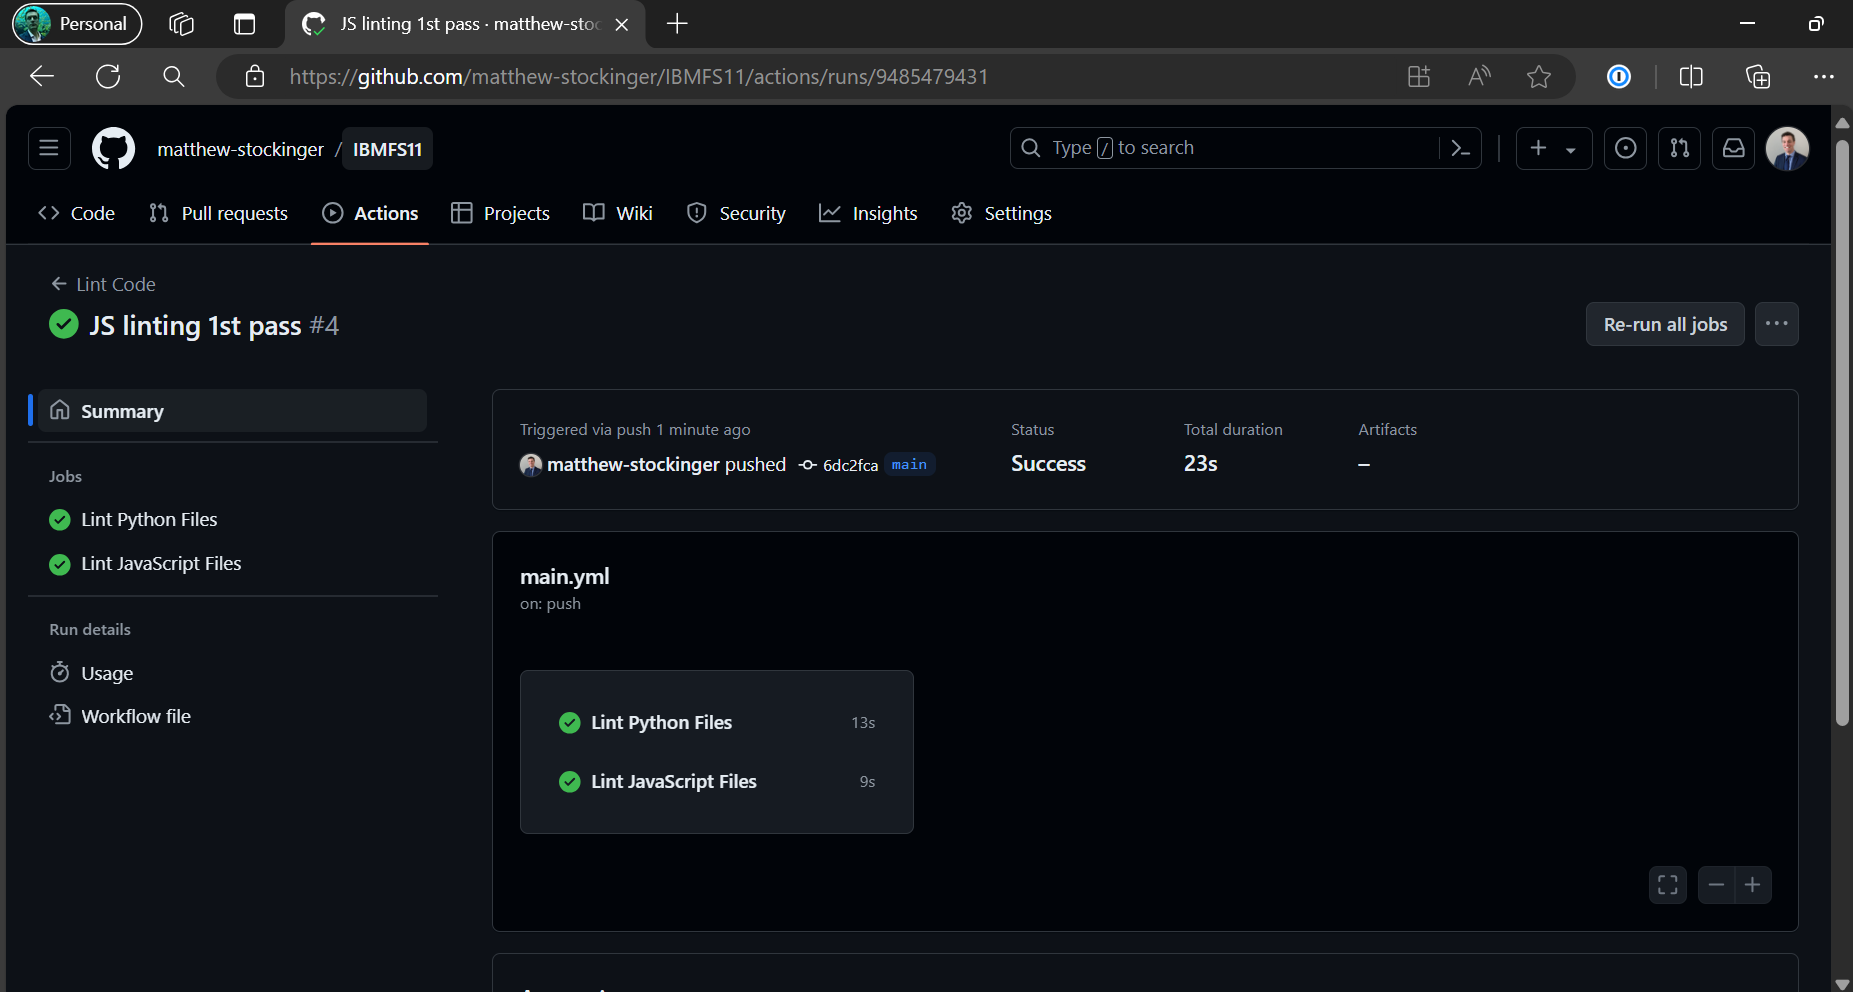 Personal
JS linting 1st pass · matthew-stoc
https://github.com/matthew-stockinger/IBMFS11/actions/runs/9485479431
matthew-stockinger / IBMFS11
Type / to search
Code Pull requests Actions Projects Wiki Security Insights Settings
Lint Code
JS linting 1st pass #4
Re-run all jobs
Summary
Jobs
Lint Python Files
Lint JavaScript Files
Run details
Usage
Workflow file
Triggered via push 1 minute ago
matthew-stockinger pushed 6dc2fca main
Status
Success
Total duration
23s
Artifacts
–
main.yml
on: push
Lint Python Files 13s
Lint JavaScript Files 9s